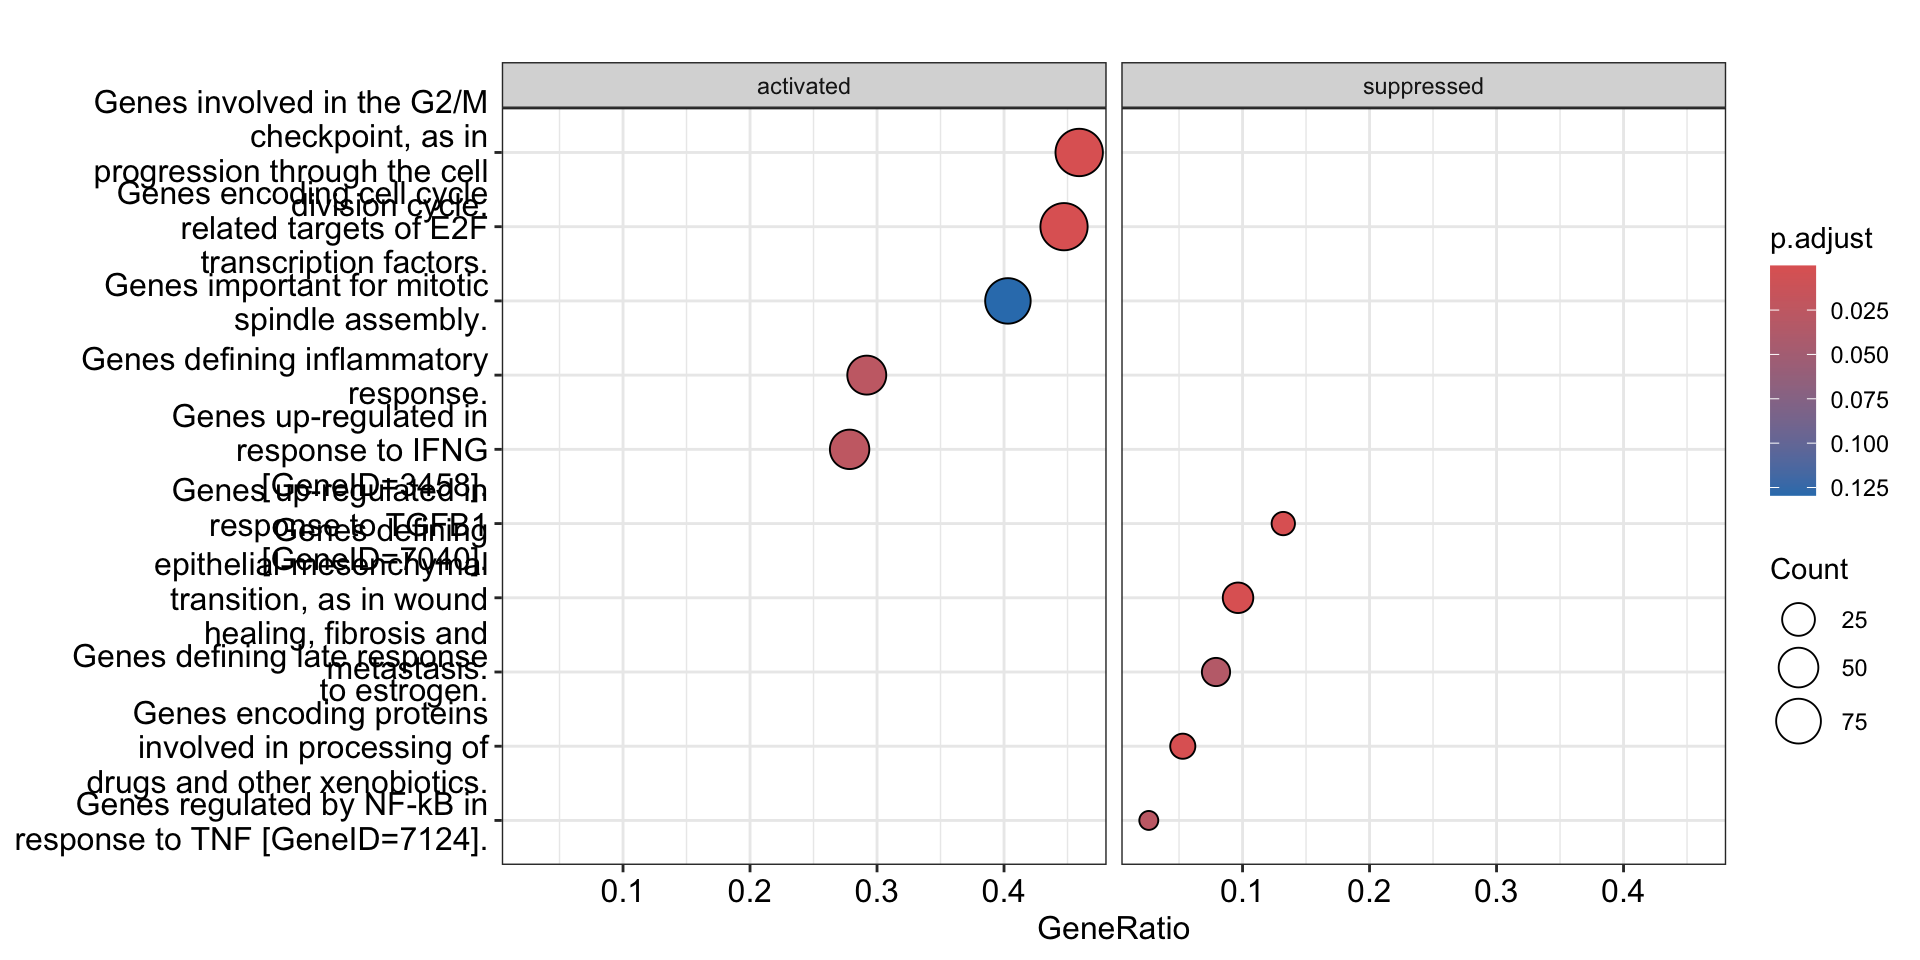 activated
suppressed
Genes involved in the G2/M
checkpoint, as in
progression through the cell
division cycle.
Genes encoding cell cycle
related targets of E2F
transcription factors.
Genes important for mitotic
spindle assembly.
Genes defining inflammatory
response.
Genes up-regulated in
response to IFNG
[GeneID=3458].
Genes up-regulated in
response to TGFB1
[GeneID=7040].
Genes defining
epithelial-mesenchymal
transition, as in wound
healing, fibrosis and
metastasis.
Genes defining late response
to estrogen.
Genes encoding proteins
involved in processing of
drugs and other xenobiotics.
Genes regulated by NF-kB in
response to TNF [GeneID=7124].
0.1 0.2 0.3 0.4
0.1 0.2 0.3 0.4
GeneRatio
p.adjust
0.025
0.050
0.075
0.100
0.125
Count
25
50
75